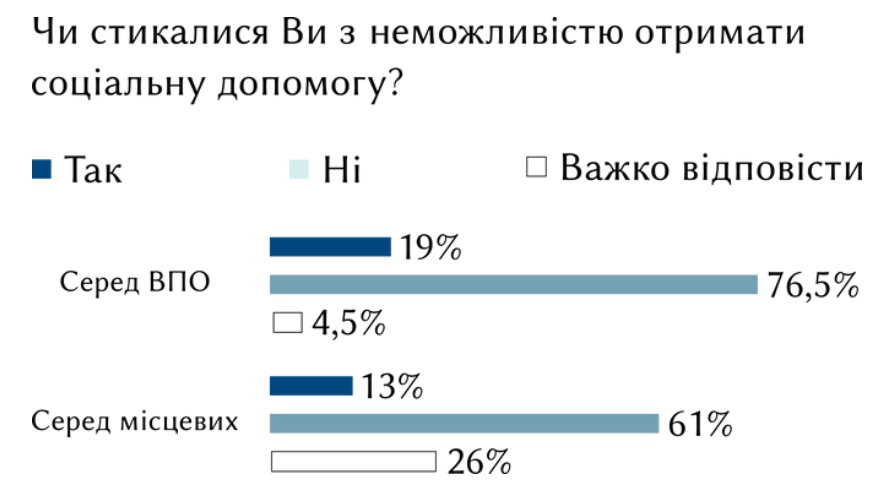 Чи стикалися Ви з неможливістю отримати
соціальну допомогу?
Так Ні Важко відповісти
19%
Серед ВПО
76,5%
4,5%
13%
Серед місцевих
61%
26%